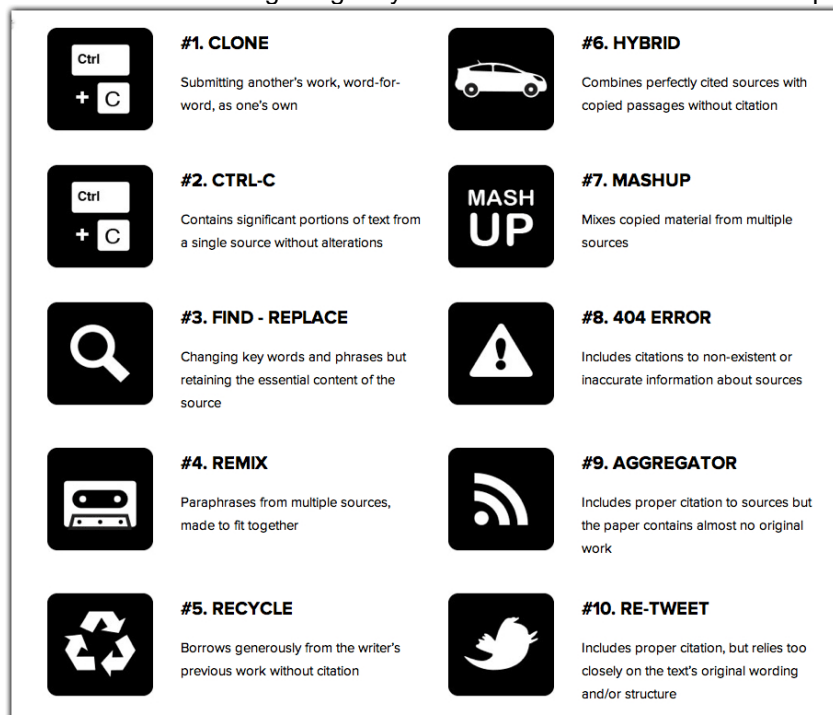 #1. CLONE
Submitting another's work, word-for-
word, as one's own
Ctrl
+ C
#2. CTRL-C
Contains significant portions of text from
a single source without alterations
Ctrl
+ C
#3. FIND - REPLACE
Changing key words and phrases but
retaining the essential content of the
source
#4. REMIX
Paraphrases from multiple sources,
made to fit together
#5. RECYCLE
Borrows generously from the writer's
previous work without citation
#6. HYBRID
Combines perfectly cited sources with
copied passages without citation
MASH
UP
#7. MASHUP
Mixes copied material from multiple
sources
#8. 404 ERROR
Includes citations to non-existent or
inaccurate information about sources
#9. AGGREGATOR
Includes proper citation to sources but
the paper contains almost no original
work
#10. RE-TWEET
Includes proper citation, but relies too
closely on the text's original wording
and/or structure